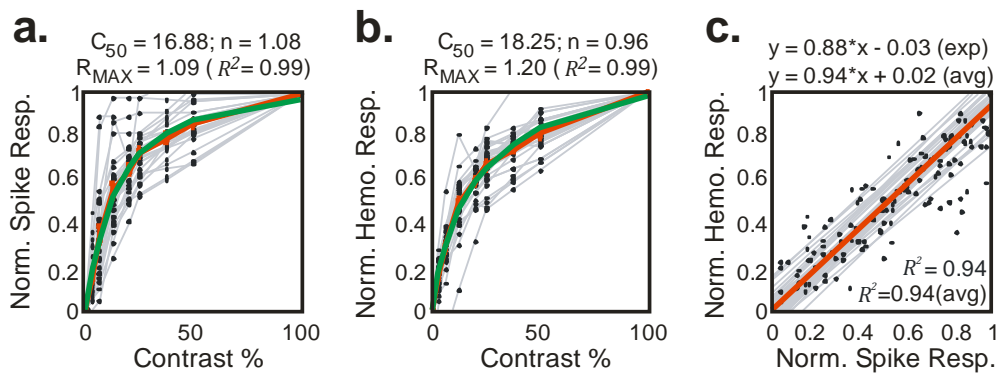 a.
C50 = 16.88; n = 1.08
RMAX = 1.09 ( R²= 0.99)
1
0.8
0.6
0.4
0.2
0
0
50
100
Norm. Spike Resp.
Contrast %
b.
C50 = 18.25; n = 0.96
RMAX = 1.20 ( R²= 0.99)
1
0.8
0.6
0.4
0.2
0
0
50
100
Norm. Hemo. Resp.
Contrast %
c.
y = 0.88*x - 0.03 (exp)
y = 0.94*x + 0.02 (avg)
1
0.8
0.6
0.4
0.2
0
R² = 0.94
R²=0.94(avg)
0 0.2 0.4 0.6 0.8 1
Norm. Hemo. Resp.
Norm. Spike Resp.